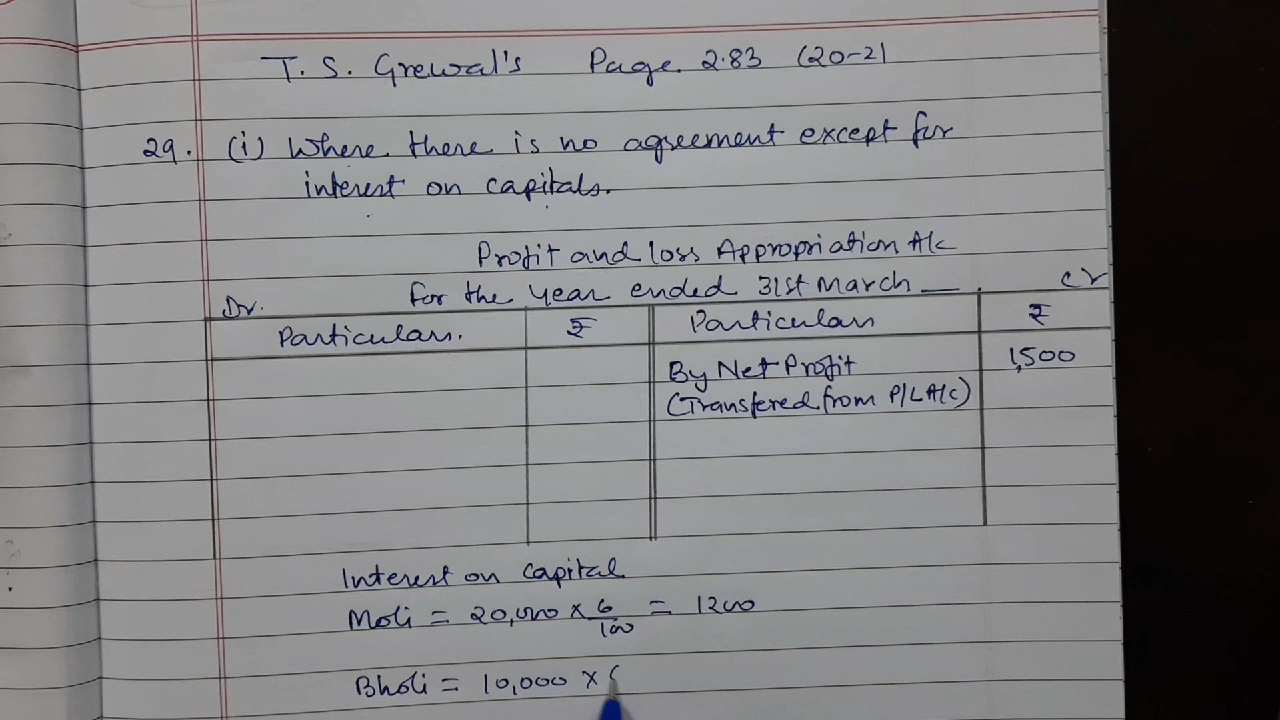 T. S. Grewal's Page. 2.83 (20-21
29. (i) Where there is no agreement except for
interest on capitals.
Profit and loss Appropriation A/c
Dr. for the year ended 31st March __ . Cr
Particulars. ₹ Particulars ₹
By Net Profit 1,500
(Transfered from P/L A/c)
Interest on capital
Moli = 20,000 × 6/100 = 1200
Bholi = 10,000 ×